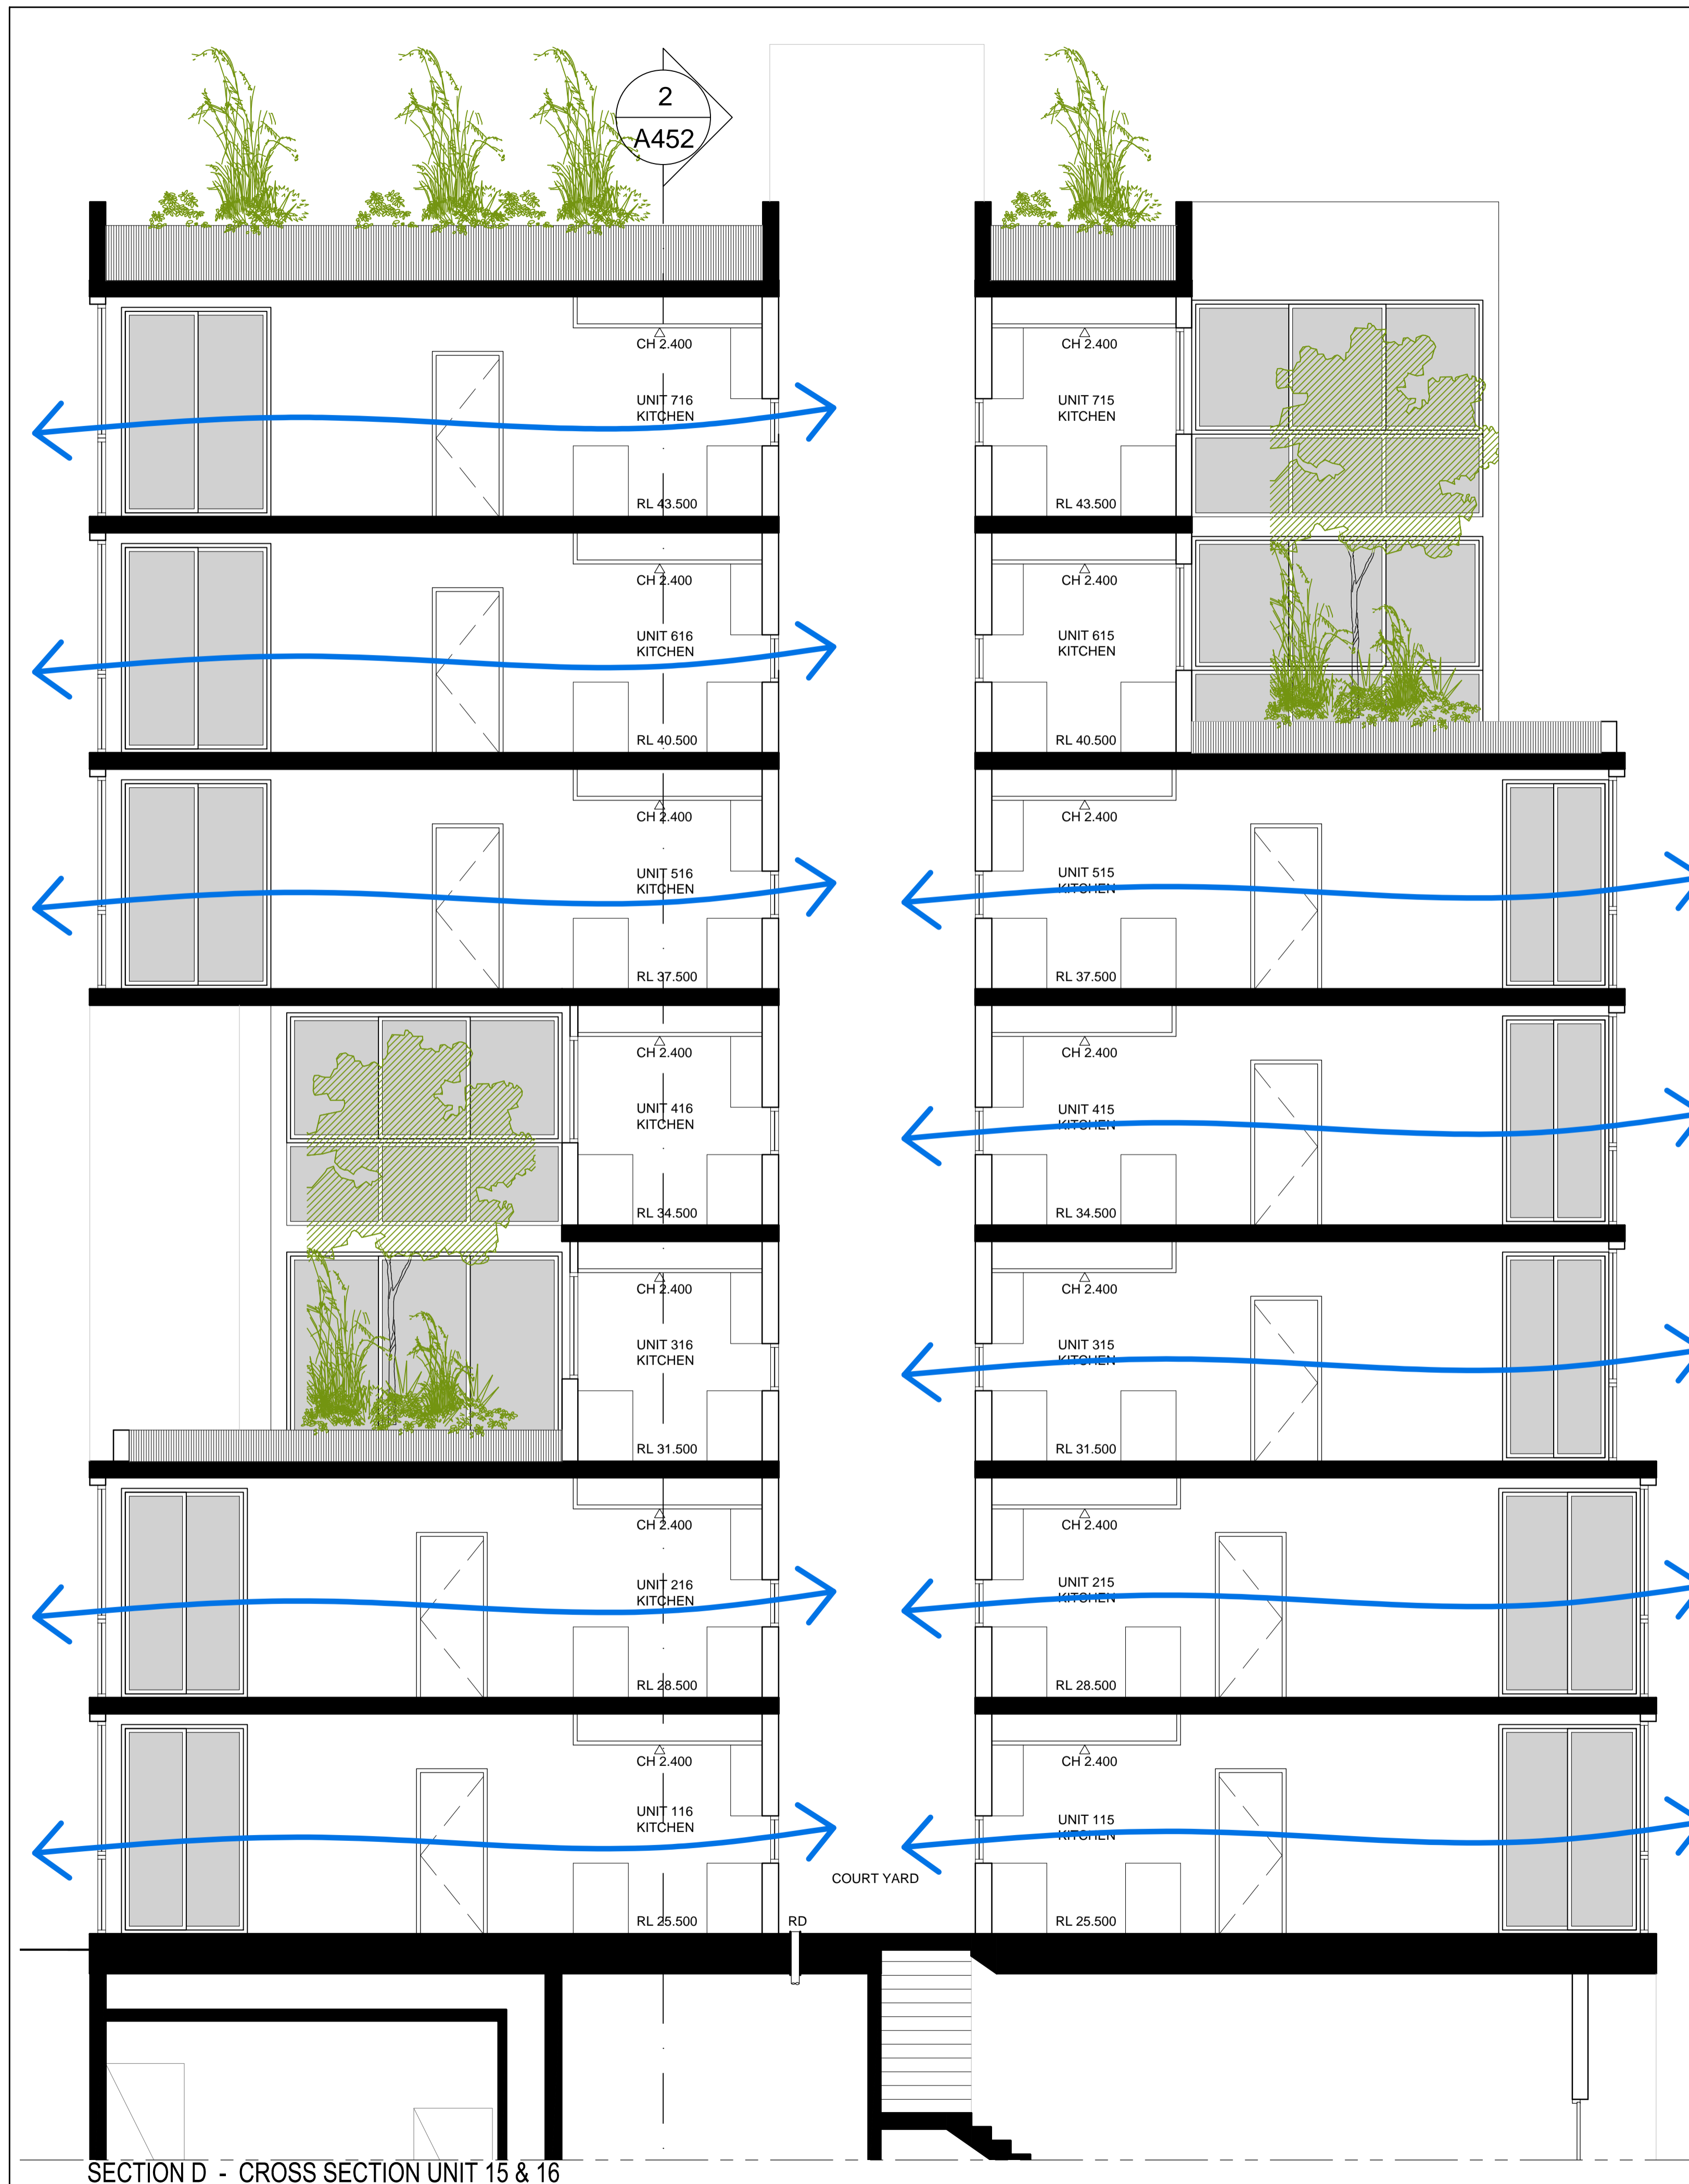 2
A452
CH 2.400
CH 2.400
UNIT 716
KITCHEN
UNIT 715
KITCHEN
RL 43.500
RL 43.500
CH 2.400
CH 2.400
UNIT 616
KITCHEN
UNIT 615
KITCHEN
RL 40.500
RL 40.500
CH 2.400
CH 2.400
UNIT 516
KITCHEN
UNIT 515
KITCHEN
RL 37.500
RL 37.500
CH 2.400
CH 2.400
UNIT 416
KITCHEN
UNIT 415
KITCHEN
RL 34.500
RL 34.500
CH 2.400
CH 2.400
UNIT 316
KITCHEN
UNIT 315
KITCHEN
RL 31.500
RL 31.500
CH 2.400
CH 2.400
UNIT 216
KITCHEN
UNIT 215
KITCHEN
RL 28.500
RL 28.500
CH 2.400
CH 2.400
UNIT 116
KITCHEN
UNIT 115
KITCHEN
COURT YARD
RL 25.500
RD
RL 25.500
SECTION D - CROSS SECTION UNIT 15 & 16